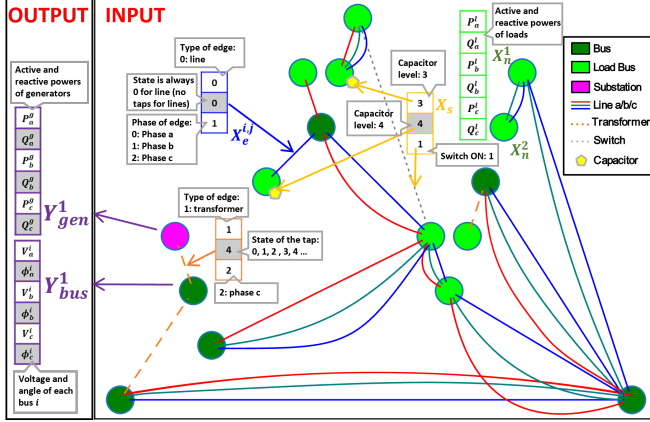 OUTPUT
INPUT
Active and
reactive powers
of generators
P_a^g
Q_a^g
P_b^g
Q_b^g
P_c^g
Q_c^g
Y_gen^1
V_a^i
ϕ_a^i
V_b^i
ϕ_b^i
V_c^i
ϕ_c^i
Y_bus^1
Voltage and
angle of each
bus i
Type of edge:
0: line
State is always
0 for line (no
taps for lines)
Phase of edge:
0: Phase a
1: Phase b
2: Phase c
0
0
1
X_e^{i,j}
Type of edge:
1: transformer
1
4
2
State of the tap:
0, 1, 2 , 3, 4 ...
2: phase c
Capacitor
level: 3
Capacitor
level: 4
3
4
1
X_s
Switch ON: 1
P_a^l
Q_a^l
P_b^l
Q_b^l
P_c^l
Q_c^l
Active and
reactive powers
of loads
X_n^1
X_n^2
Bus
Load Bus
Substation
Line a/b/c
Transformer
Switch
Capacitor